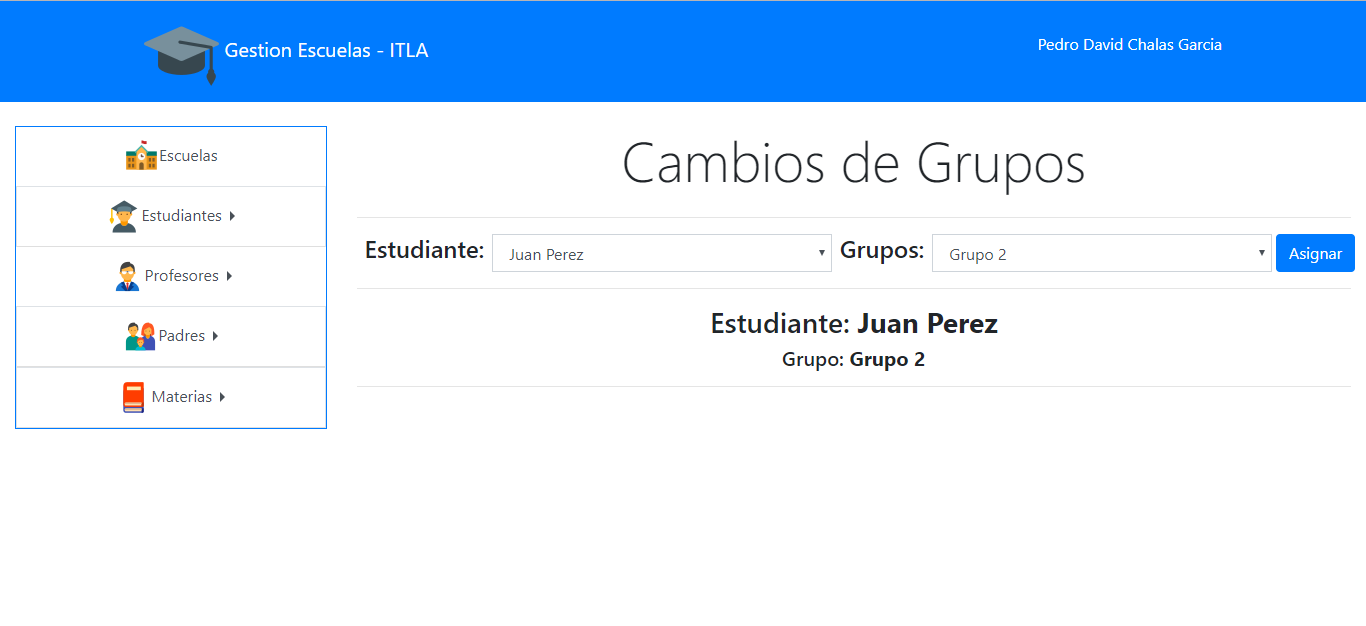 Gestion Escuelas - ITLA
Pedro David Chalas Garcia
Escuelas
Estudiantes
Profesores
Padres
Materias
Cambios de Grupos
Estudiante: Juan Perez Grupos: Grupo 2 Asignar
Estudiante: Juan Perez
Grupo: Grupo 2